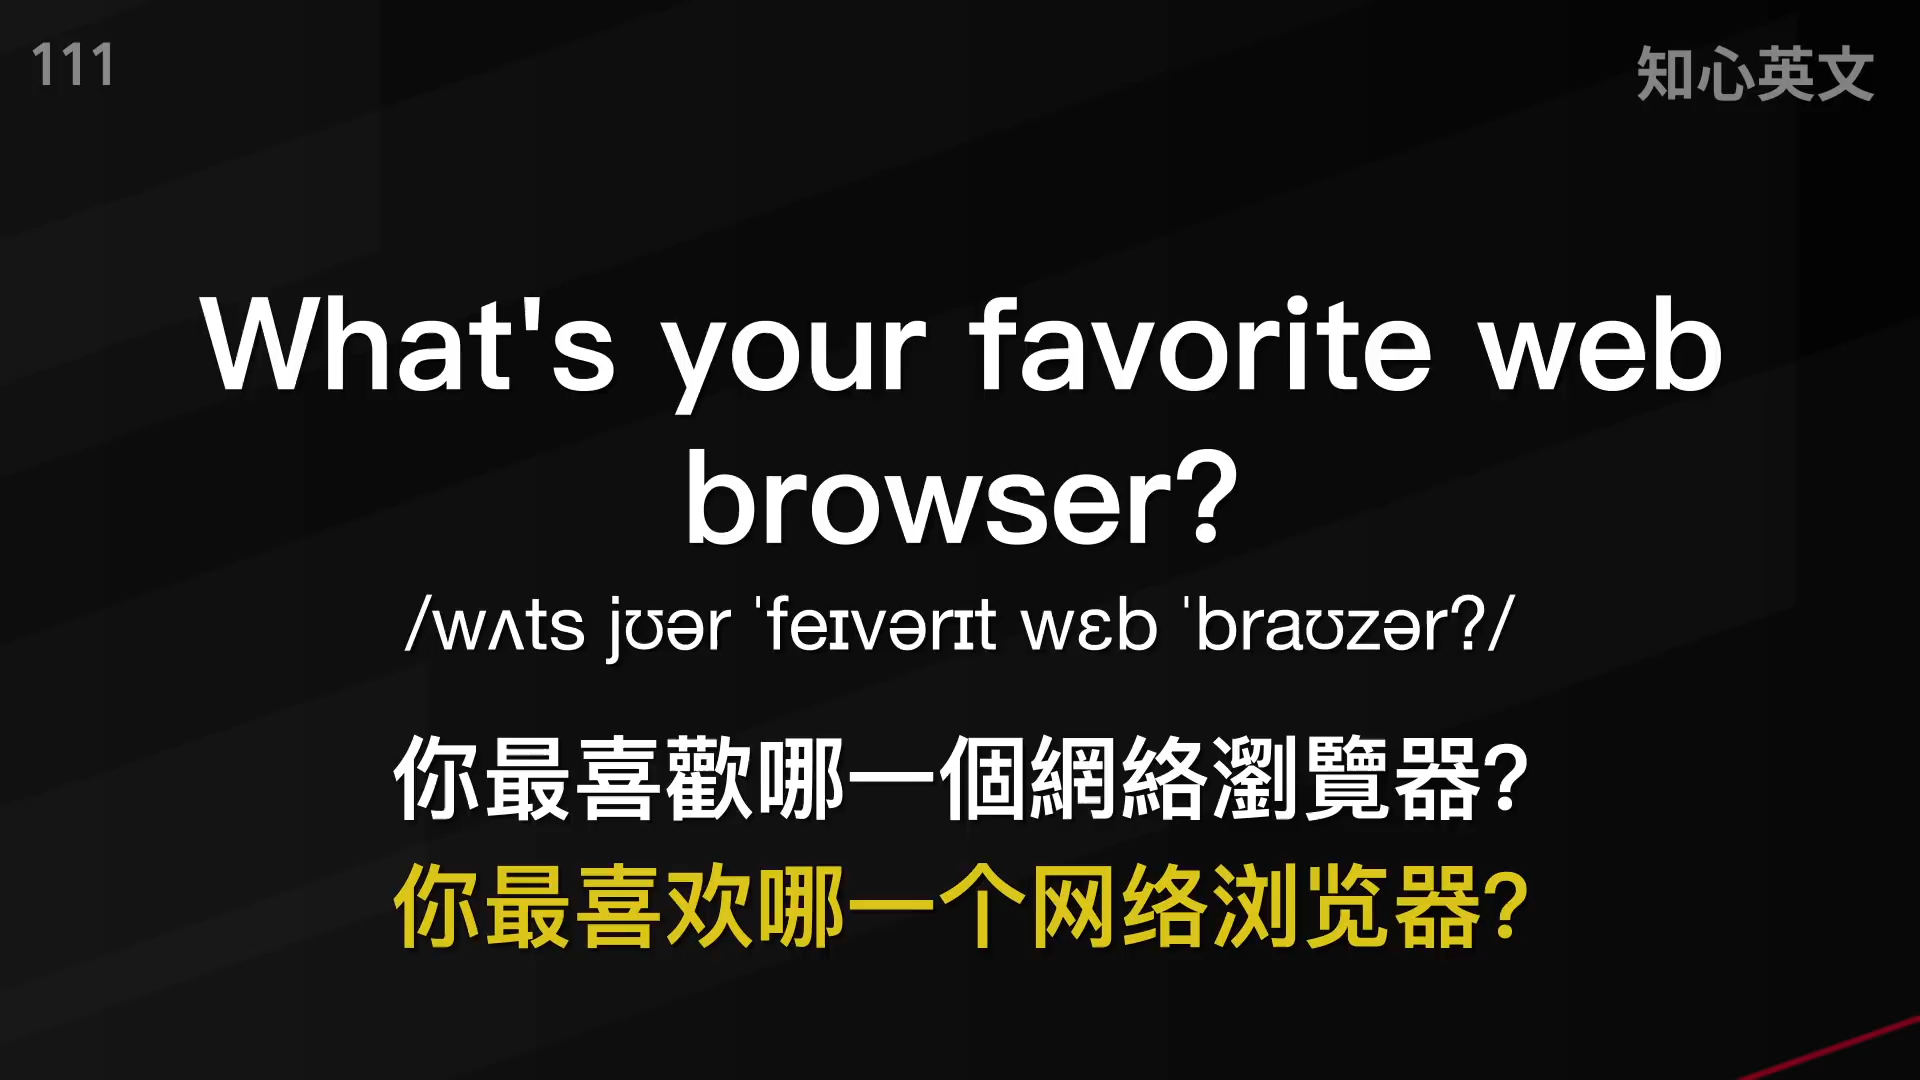 111
知心英文
What's your favorite web
browser?
/wʌts jʊər ˈfeɪvərɪt wɛb ˈbraʊzər?/
你最喜歡哪一個網絡瀏覽器?
你最喜欢哪一个网络浏览器?